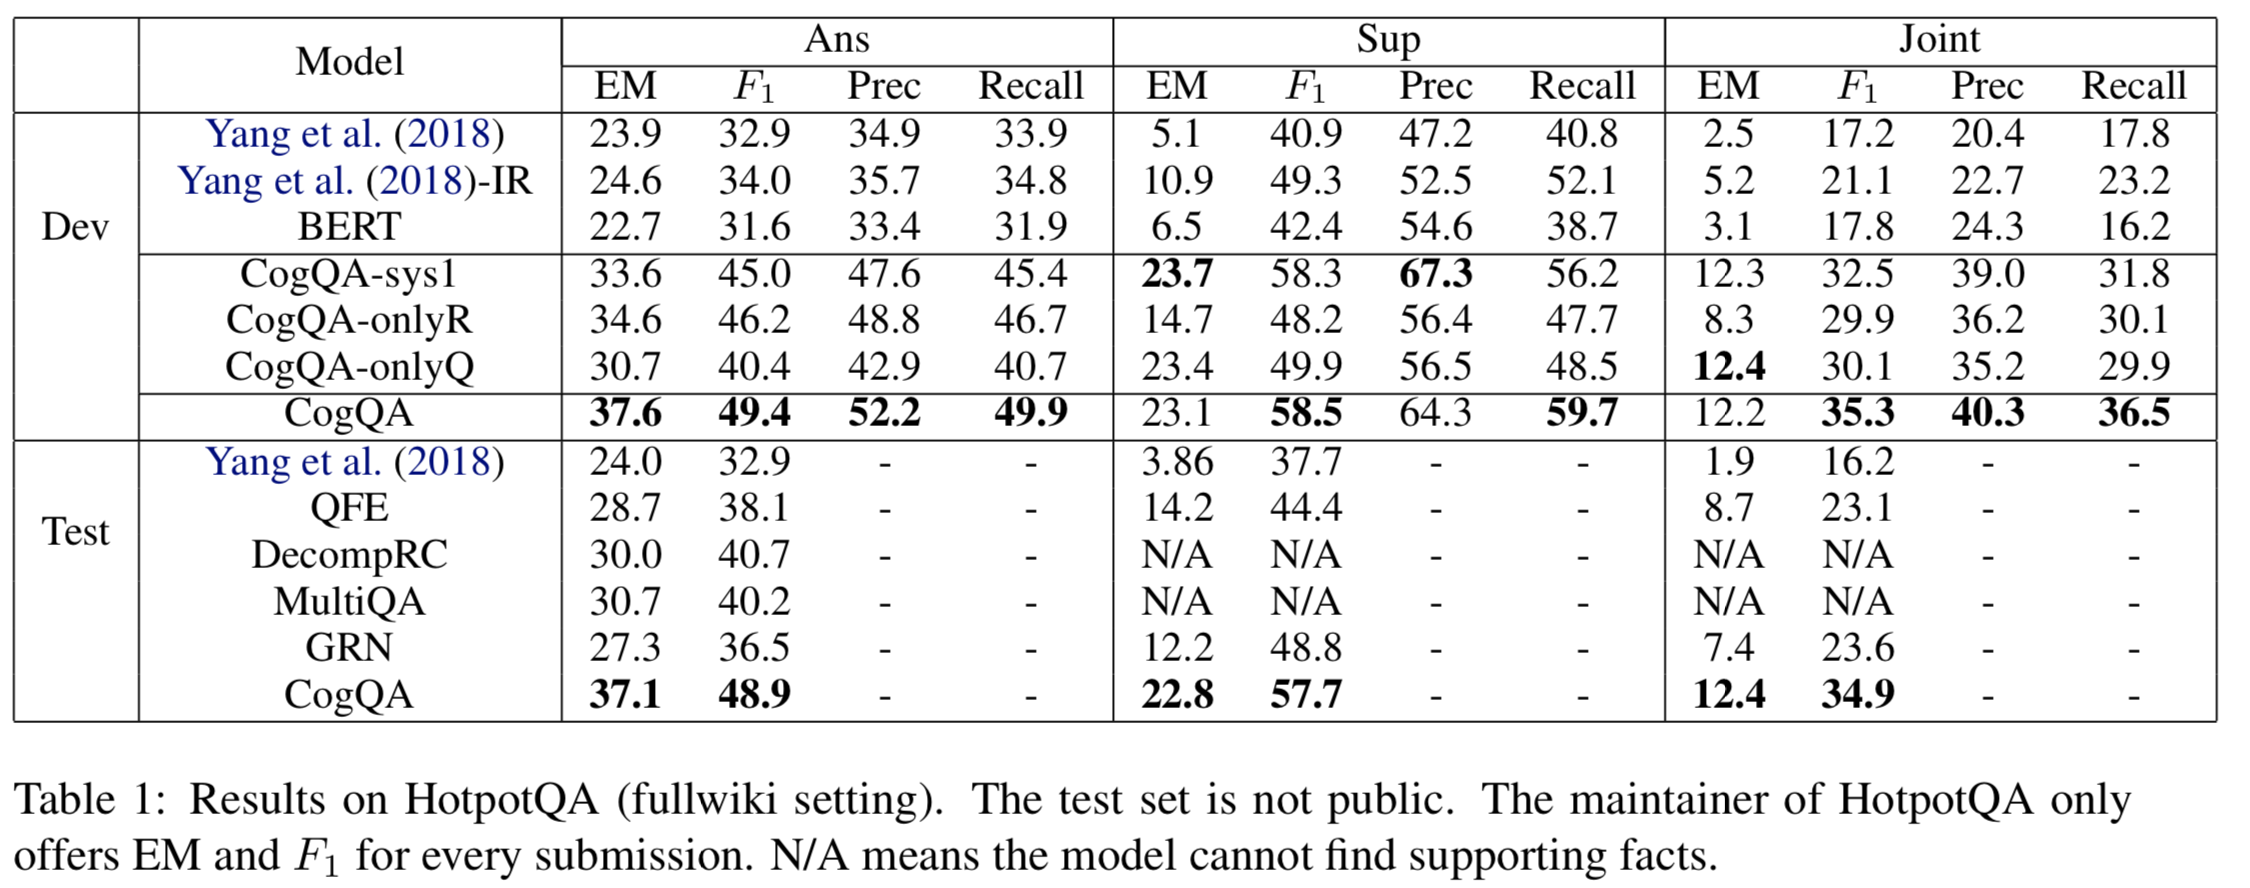 Model Ans Sup Joint
EM F1 Prec Recall EM F1 Prec Recall EM F1 Prec Recall
Dev
Yang et al. (2018) 23.9 32.9 34.9 33.9 5.1 40.9 47.2 40.8 2.5 17.2 20.4 17.8
Yang et al. (2018)-IR 24.6 34.0 35.7 34.8 10.9 49.3 52.5 52.1 5.2 21.1 22.7 23.2
BERT 22.7 31.6 33.4 31.9 6.5 42.4 54.6 38.7 3.1 17.8 24.3 16.2
CogQA-sys1 33.6 45.0 47.6 45.4 23.7 58.3 67.3 56.2 12.3 32.5 39.0 31.8
CogQA-onlyR 34.6 46.2 48.8 46.7 14.7 48.2 56.4 47.7 8.3 29.9 36.2 30.1
CogQA-onlyQ 30.7 40.4 42.9 40.7 23.4 49.9 56.5 48.5 12.4 30.1 35.2 29.9
CogQA 37.6 49.4 52.2 49.9 23.1 58.5 64.3 59.7 12.2 35.3 40.3 36.5
Test
Yang et al. (2018) 24.0 32.9 - - 3.86 37.7 - - 1.9 16.2 - -
QFE 28.7 38.1 - - 14.2 44.4 - - 8.7 23.1 - -
DecompRC 30.0 40.7 - - N/A N/A - - N/A N/A - -
MultiQA 30.7 40.2 - - N/A N/A - - N/A N/A - -
GRN 27.3 36.5 - - 12.2 48.8 - - 7.4 23.6 - -
CogQA 37.1 48.9 - - 22.8 57.7 - - 12.4 34.9 - -
Table 1: Results on HotpotQA (fullwiki setting). The test set is not public. The maintainer of HotpotQA only
offers EM and F1 for every submission. N/A means the model cannot find supporting facts.